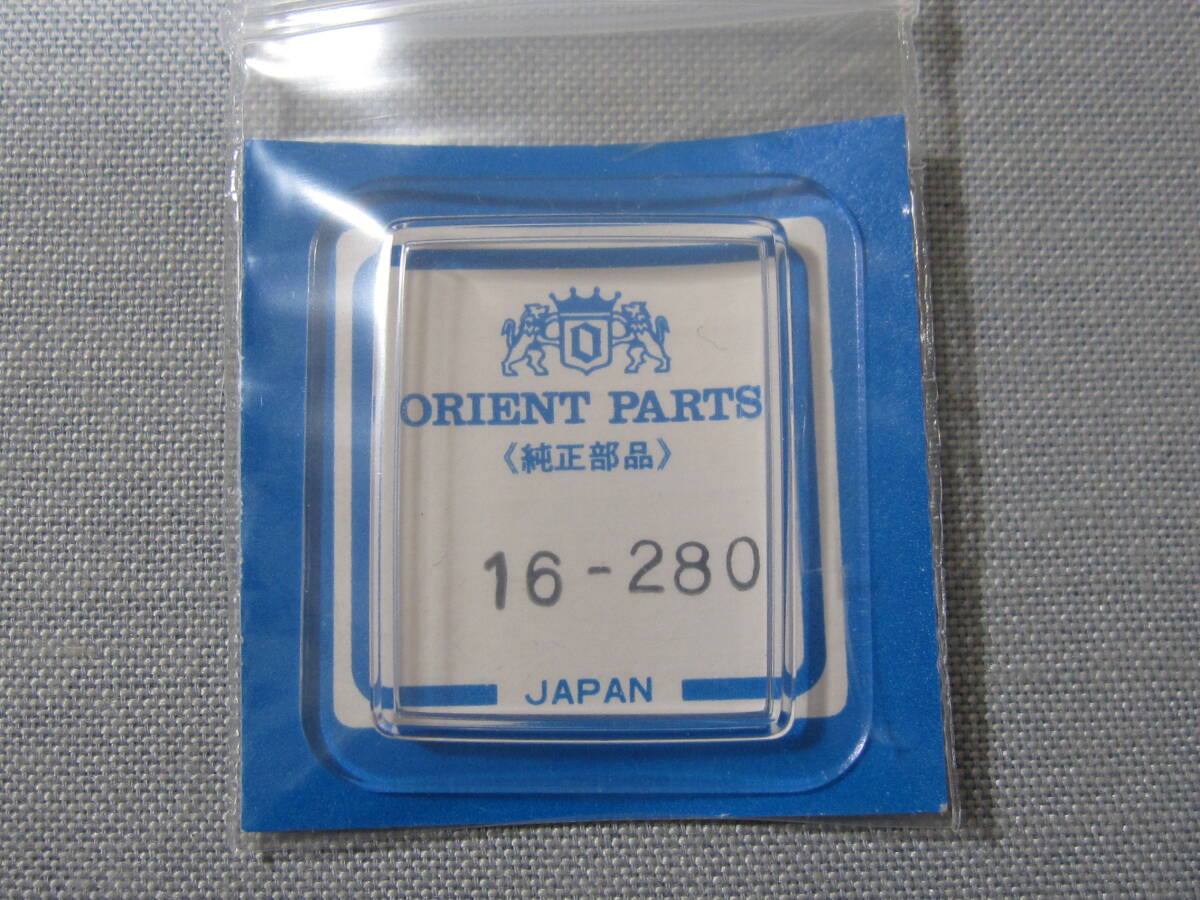 O
ORIENT PARTS
《純正部品》
16-280
JAPAN